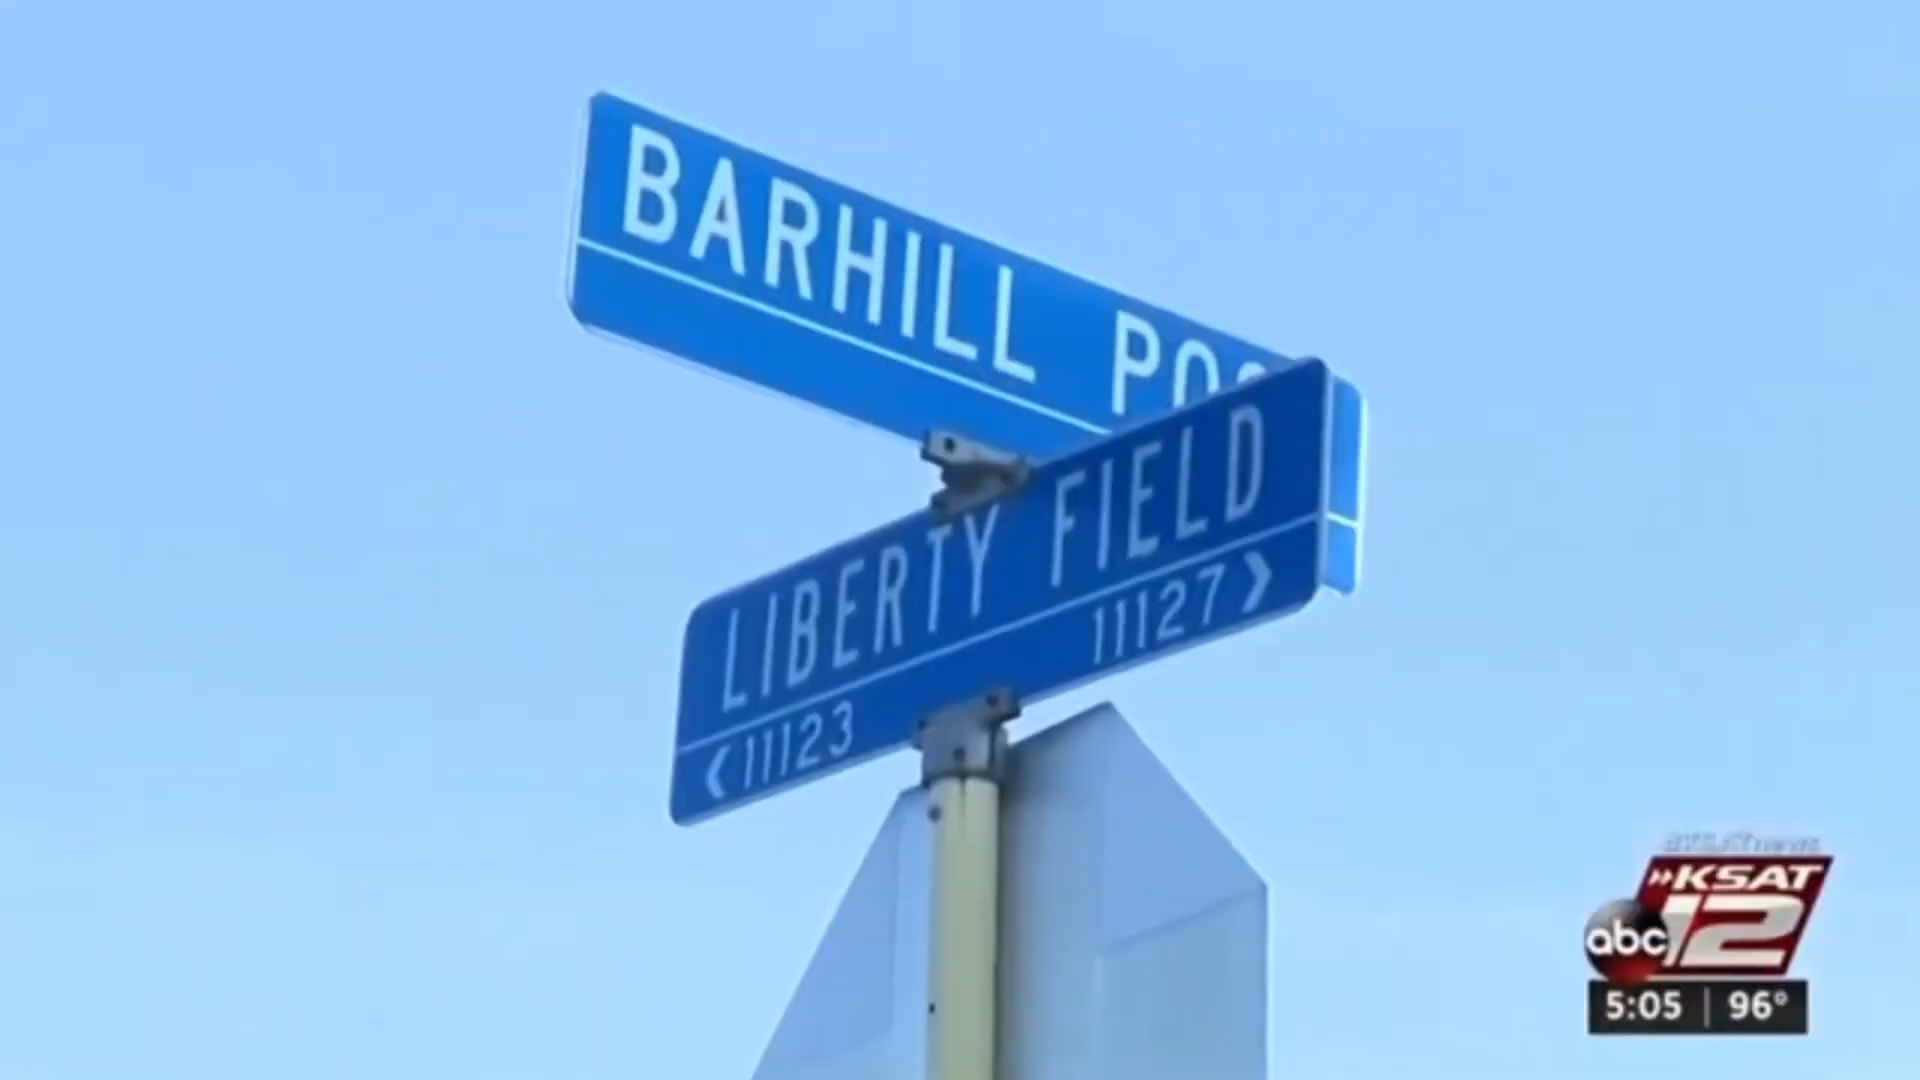 BARHILL
LIBERTY FIELD
<11123 11127>
»KSAT
abc 12
5:05 | 96°